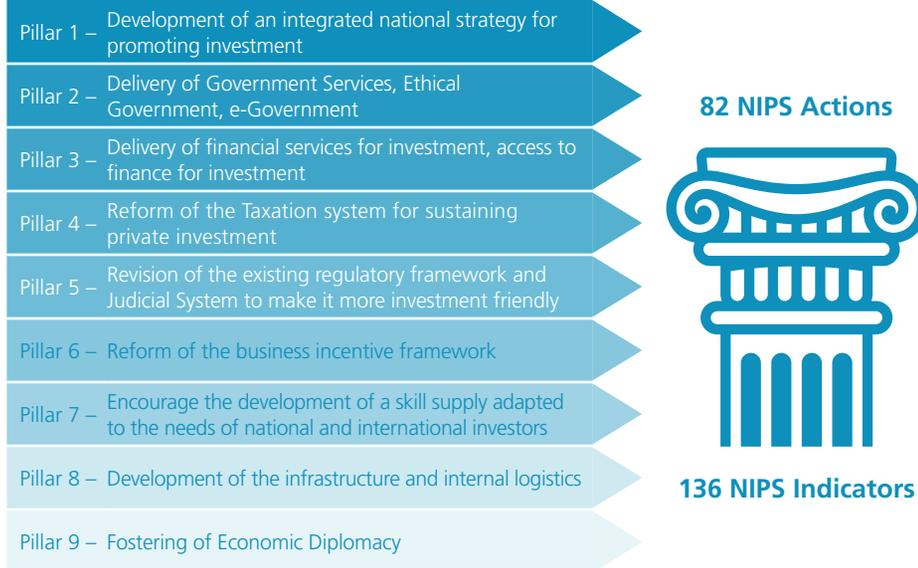 Pillar 1 – Development of an integrated national strategy for
promoting investment
Pillar 2 – Delivery of Government Services, Ethical
Government, e-Government
Pillar 3 – Delivery of financial services for investment, access to
finance for investment
Pillar 4 – Reform of the Taxation system for sustaining
private investment
Pillar 5 – Revision of the existing regulatory framework and
Judicial System to make it more investment friendly
Pillar 6 – Reform of the business incentive framework
Pillar 7 – Encourage the development of a skill supply adapted
to the needs of national and international investors
Pillar 8 – Development of the infrastructure and internal logistics
Pillar 9 – Fostering of Economic Diplomacy
82 NIPS Actions
136 NIPS Indicators